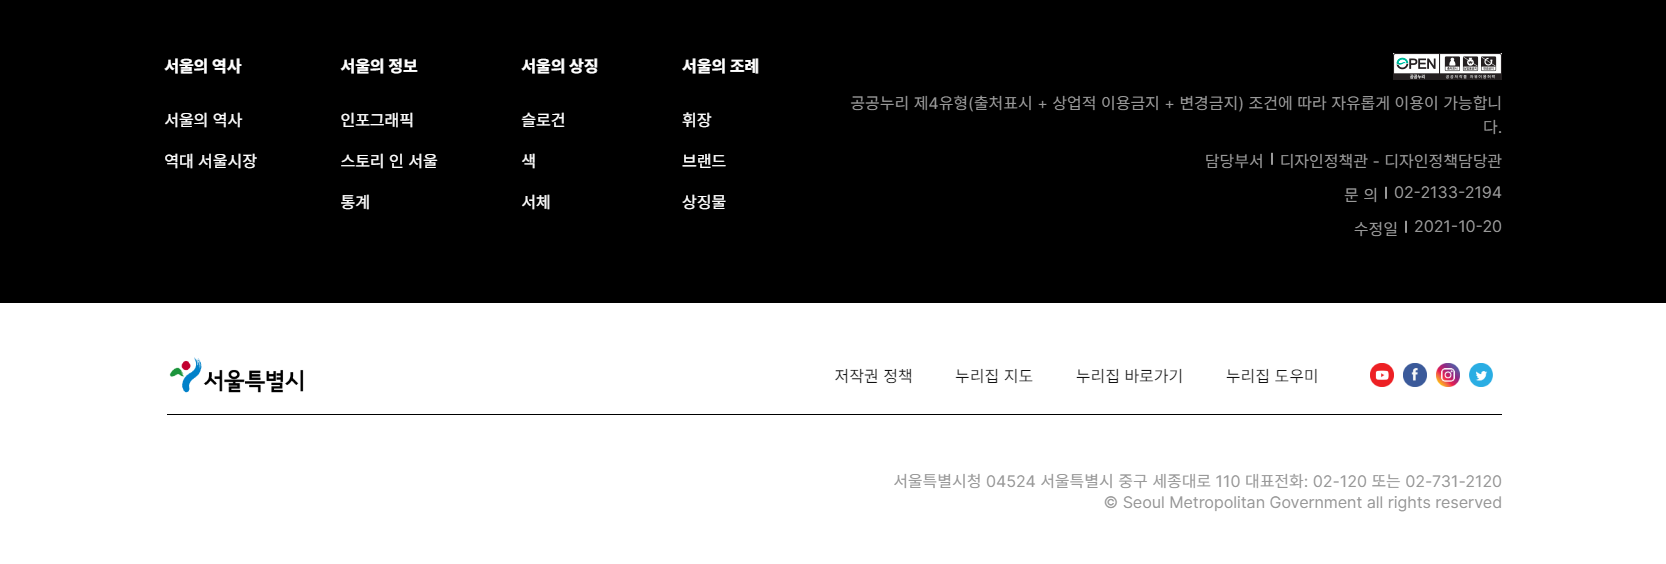 서울의 역사
서울의 역사
역대 서울시장
서울의 정보
인포그래픽
스토리 인 서울
통계
서울의 상징
슬로건
색
서체
서울의 조례
휘장
브랜드
상징물
OPEN
공공누리
공공누리 제4유형(출처표시 + 상업적 이용금지 + 변경금지) 조건에 따라 자유롭게 이용이 가능합니
다.
담당부서 | 디자인정책관 - 디자인정책담당관
문 의 | 02-2133-2194
수정일 | 2021-10-20
서울특별시
저작권 정책 누리집 지도 누리집 바로가기 누리집 도우미
서울특별시청 04524 서울특별시 중구 세종대로 110 대표전화: 02-120 또는 02-731-2120
© Seoul Metropolitan Government all rights reserved